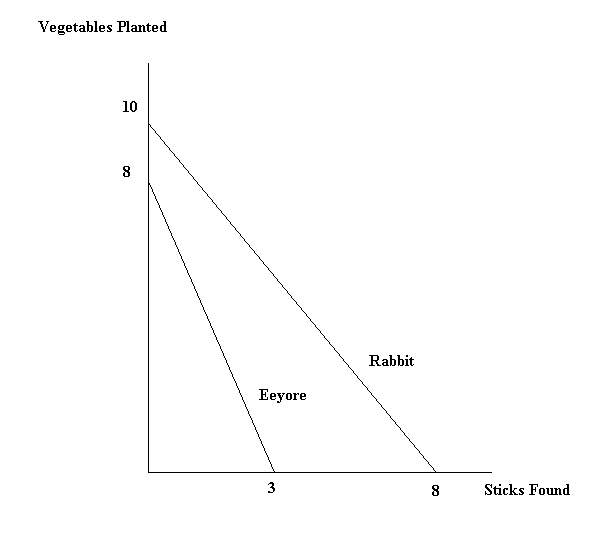 Vegetables Planted
10
8
Rabbit
Eeyore
3
8
Sticks Found